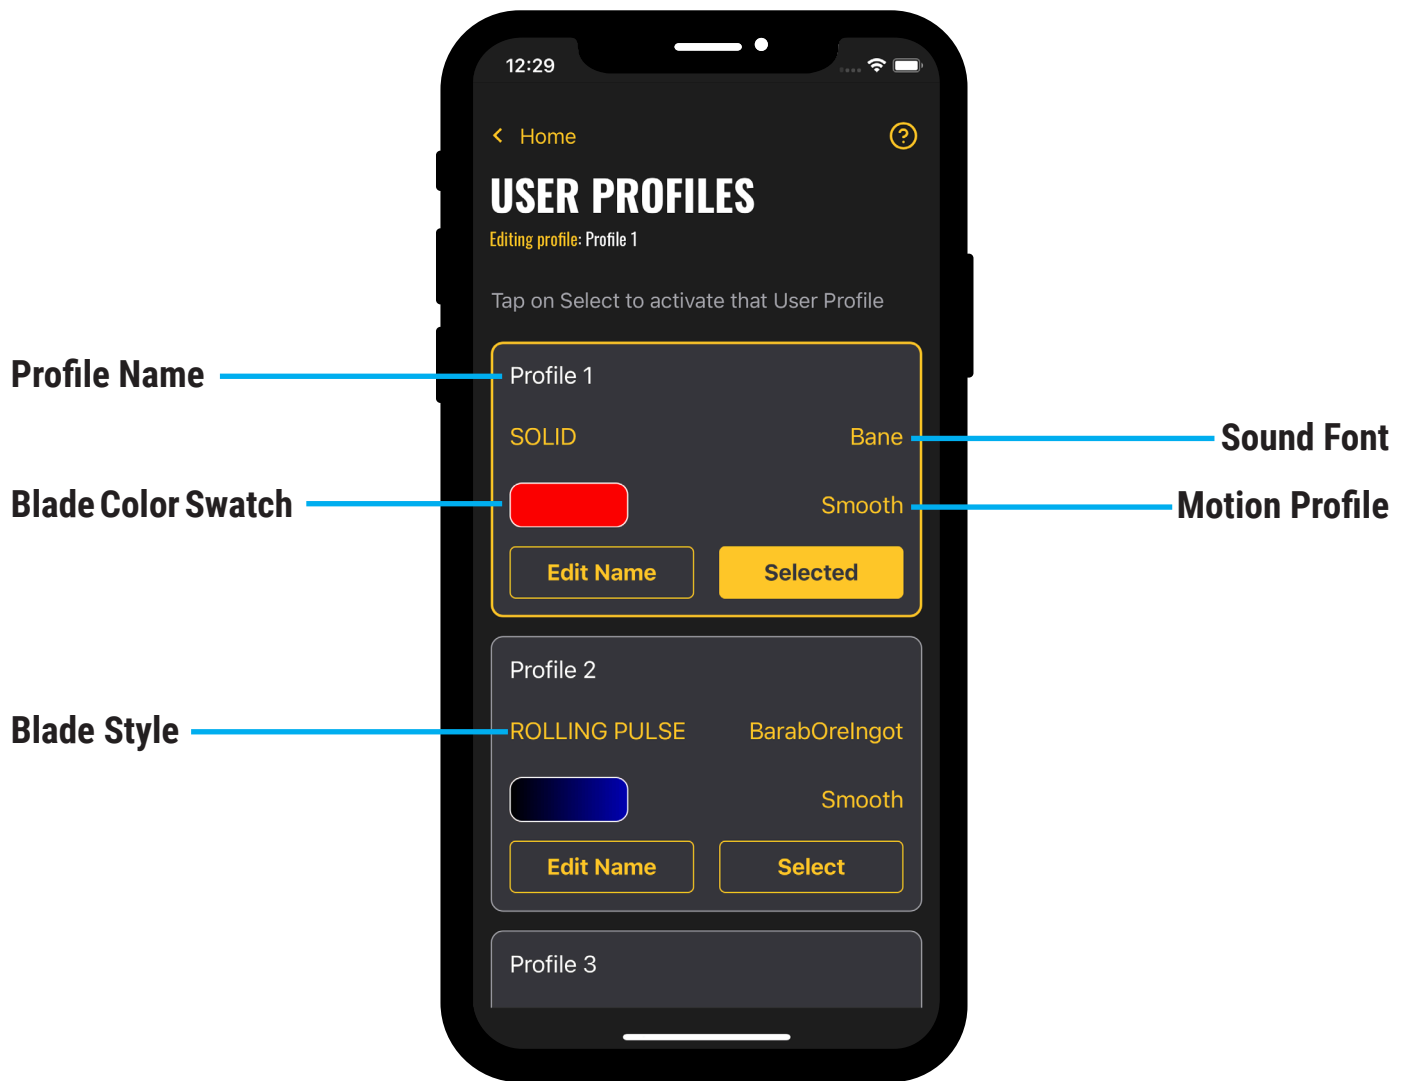 12:29
Home
USER PROFILES
Editing profile: Profile 1
Tap on Select to activate that User Profile
Profile Name
Profile 1
SOLID
Bane
Sound Font
Blade Color Swatch
Smooth
Motion Profile
Edit Name
Selected
Profile 2
Blade Style
ROLLING PULSE
BarabOreIngot
Smooth
Edit Name
Select
Profile 3